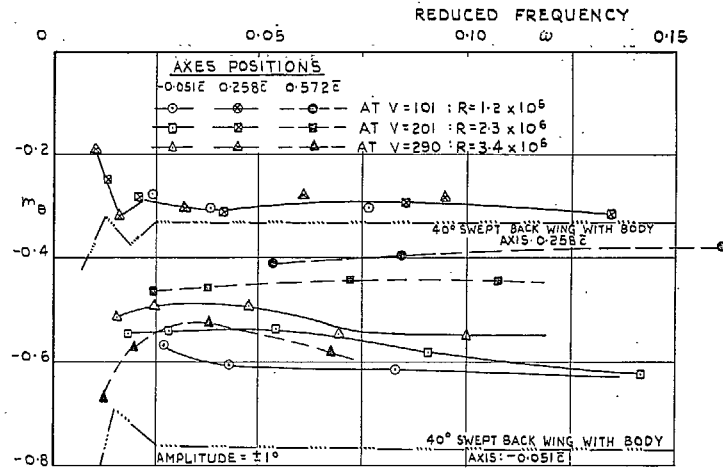 REDUCED FREQUENCY
0 0.05 0.10 ω 0.15
AXES POSITIONS
-0.051c̄ 0.258c̄ 0.572c̄
AT V=101 : R=1.2 x 10⁶
AT V=201 : R=2.3 x 10⁶
AT V=290 : R=3.4 x 10⁶
-0.2
mθ
40° SWEPT BACK WING WITH BODY
AXIS: 0.258c̄
-0.4
-0.6
40° SWEPT BACK WING WITH BODY
AMPLITUDE = ±1° AXIS: -0.051c̄
-0.8